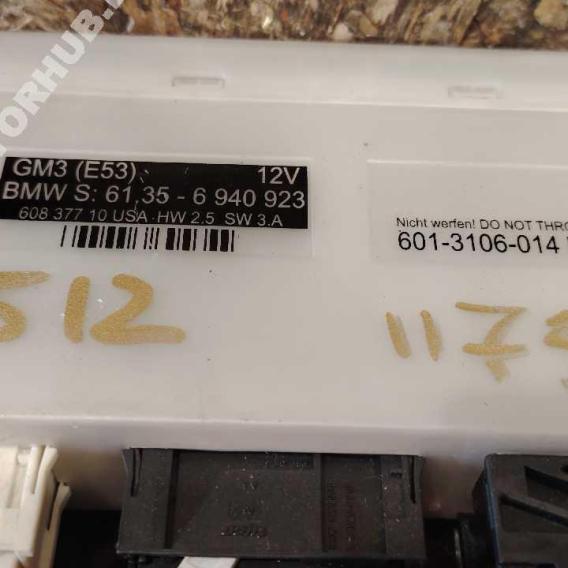 GM3 (E53) 12V
BMW S: 61,35 - 6 940 923
608 377 10 USA HW 2.5 SW 3.A
Nicht werfen! DO NOT THRO
601-3106-014
512
117